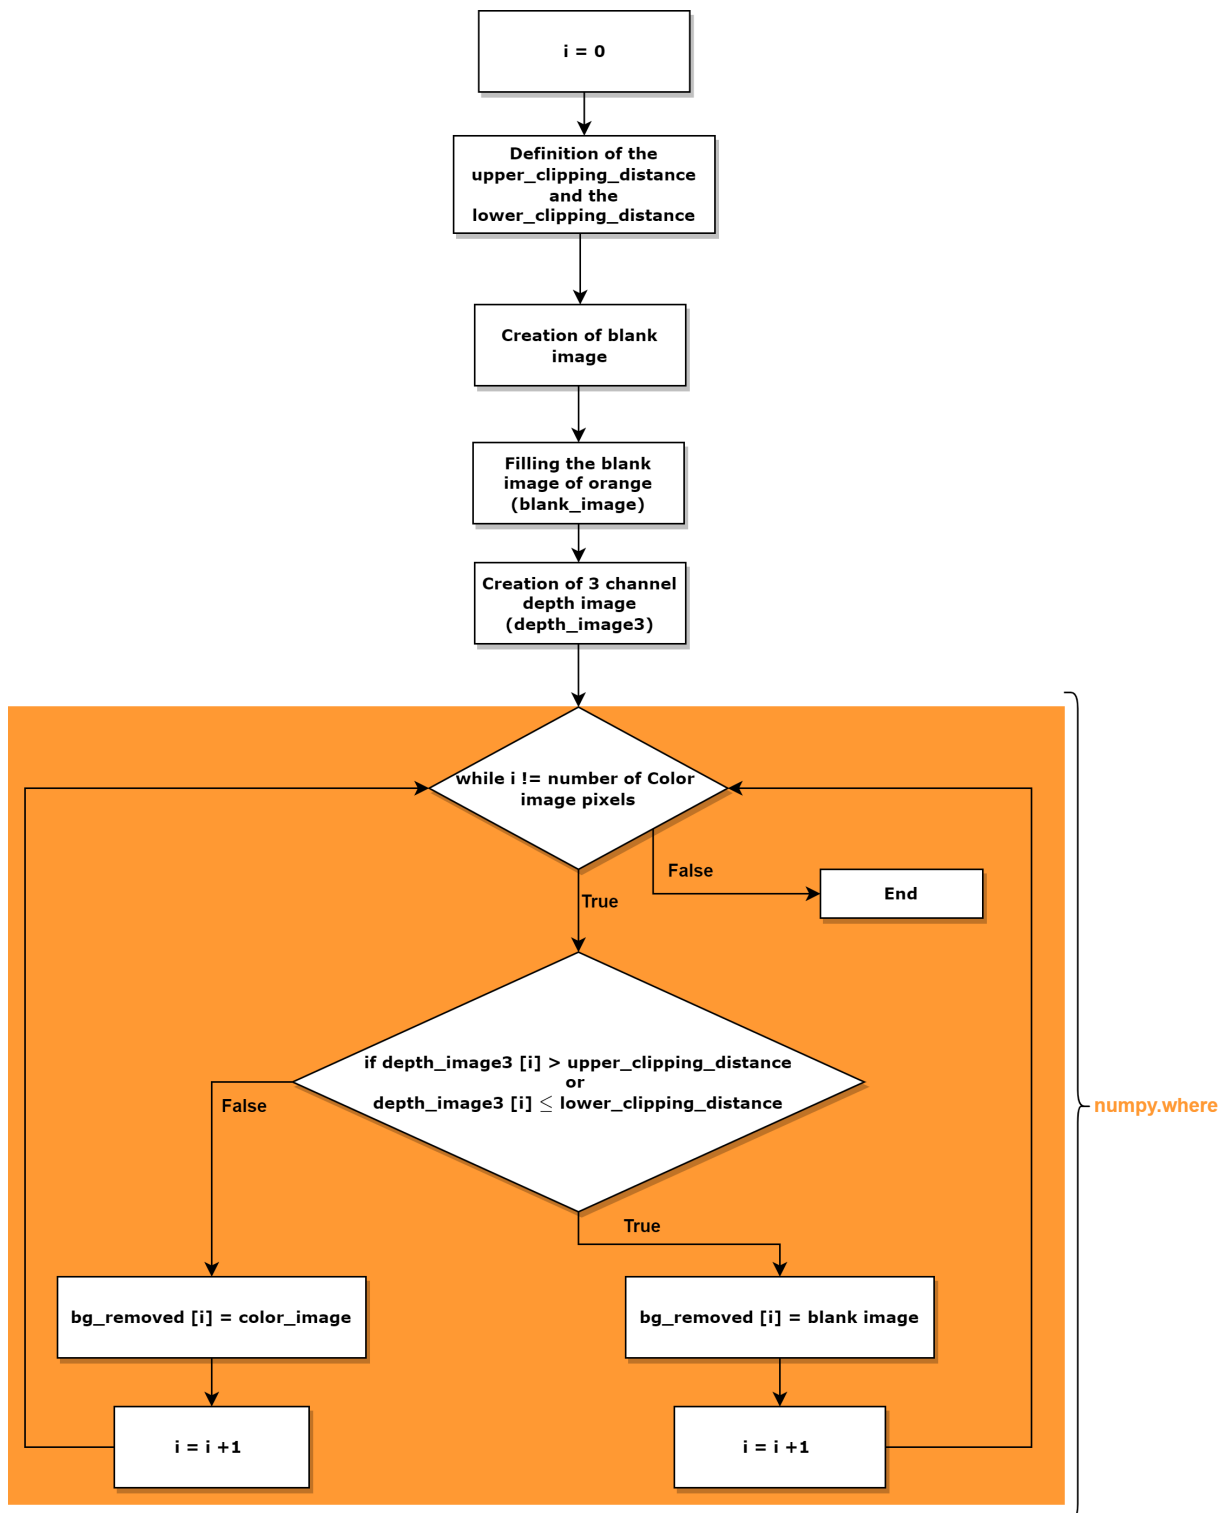 i = 0
Definition of the
upper_clipping_distance
and the
lower_clipping_distance
Creation of blank
image
Filling the blank
image of orange
(blank_image)
Creation of 3 channel
depth image
(depth_image3)
while i != number of Color
image pixels
False
End
True
if depth_image3 [i] > upper_clipping_distance
or
depth_image3 [i] ≤ lower_clipping_distance
False
numpy.where
True
bg_removed [i] = color_image
bg_removed [i] = blank image
i = i +1
i = i +1